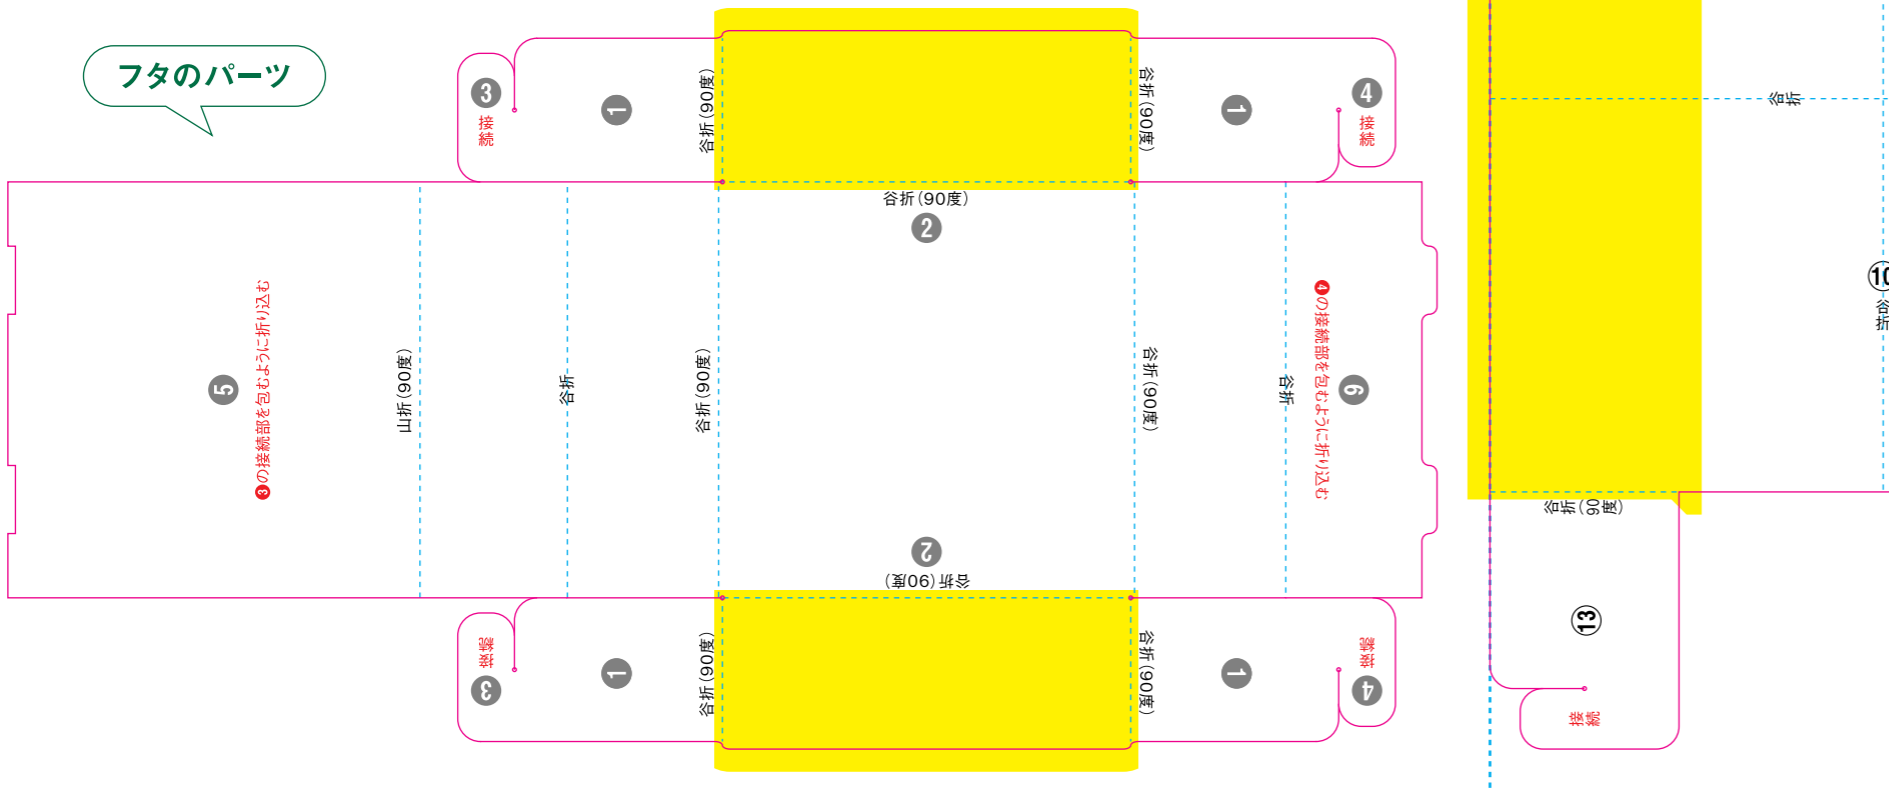 フタのパーツ
3
接続
1
谷折(90度)
谷折(90度)
1
4
接続
谷折(90度)
2
5
❸の接続部を包むように折り込む
山折(90度)
谷折
谷折(90度)
谷折(90度)
谷折
❹の接続部を包むように折り込む
6
2
谷折(90度)
接続
3
1
谷折(90度)
谷折(90度)
1
接続
4
谷折
⑩
谷折
谷折(90度)
⑬
接続